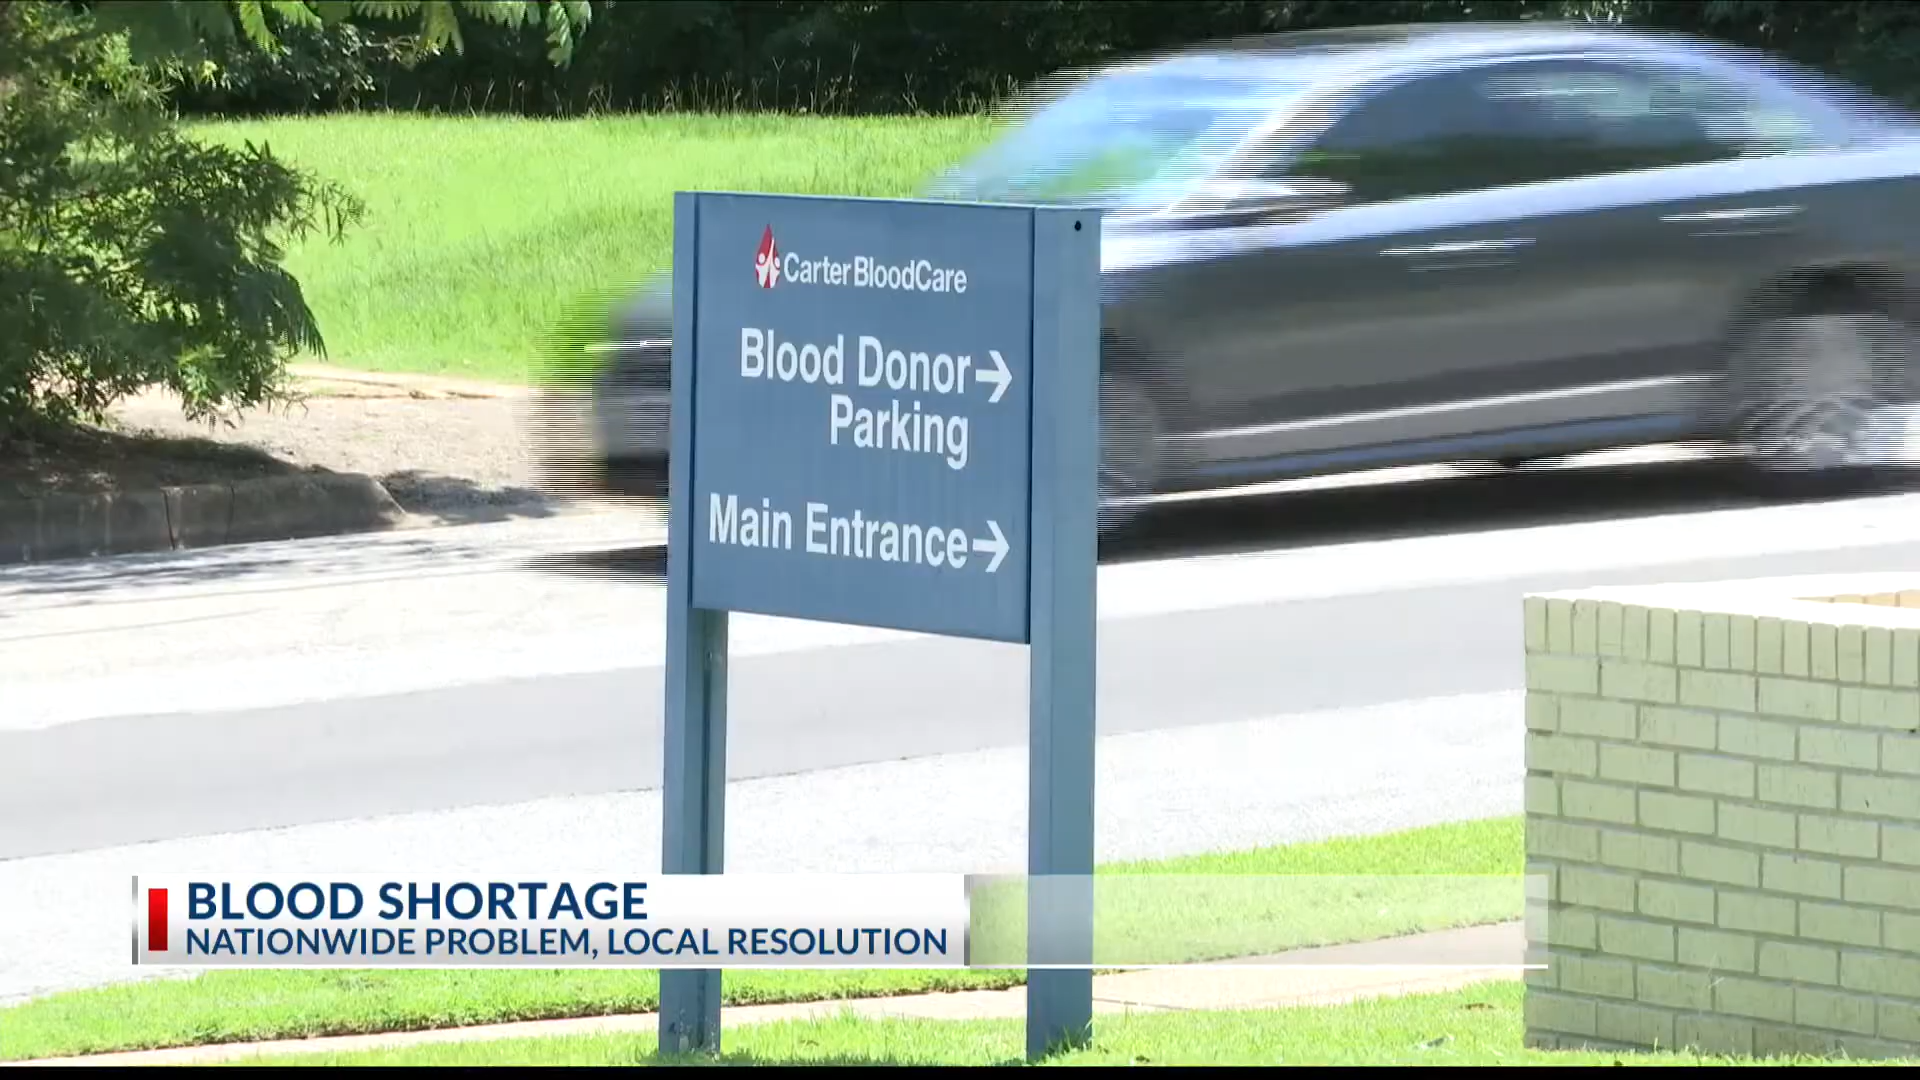 Carter BloodCare
Blood Donor→
Parking
Main Entrance→
BLOOD SHORTAGE
NATIONWIDE PROBLEM, LOCAL RESOLUTION